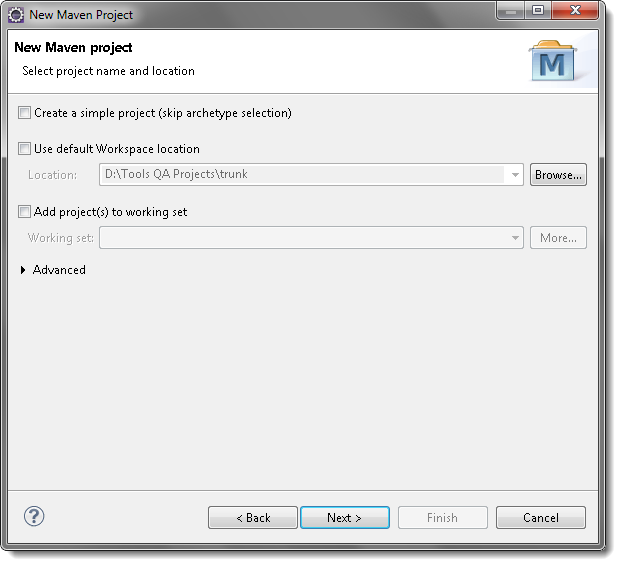 New Maven Project
New Maven project
Select project name and location
M
Create a simple project (skip archetype selection)
Use default Workspace location
Location: D:\Tools QA Projects\trunk Browse...
Add project(s) to working set
Working set: More...
Advanced
? < Back Next > Finish Cancel